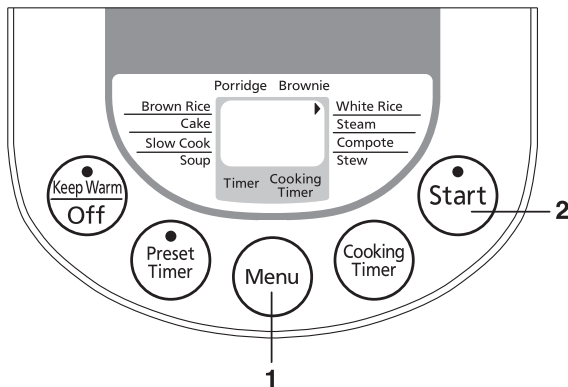 Porridge Brownie
Brown Rice
Cake
Slow Cook
Soup
White Rice
Steam
Compote
Stew
Timer
Cooking
Timer
Keep Warm
Off
Preset
Timer
Menu
Cooking
Timer
Start
2
1